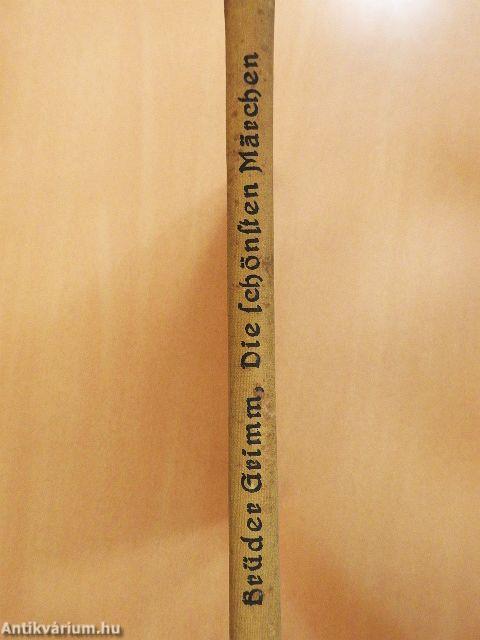 Brüder Grimm, Die ſchönſten Märchen
Antikvárium.hu